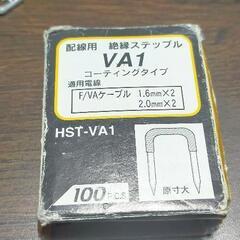 配線用 絶縁ステップル
VA1
コーティングタイプ
適用電線
F/VAケーブル 1.6mm×2
2.0mm×2
HST-VA1
100PCS
原寸大